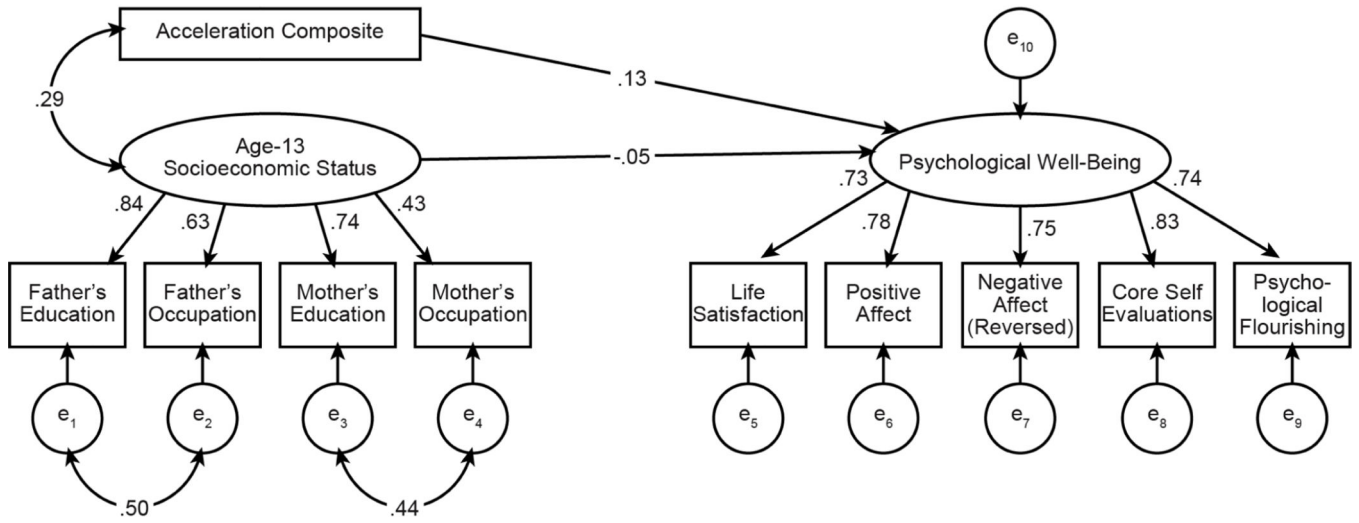 Acceleration Composite
e10
.13
.29
Age-13
Socioeconomic Status
-.05
Psychological Well-Being
.84
.63
.74
.43
.73
.78
.75
.83
.74
Father's
Education
Father's
Occupation
Mother's
Education
Mother's
Occupation
Life
Satisfaction
Positive
Affect
Negative
Affect
(Reversed)
Core Self
Evaluations
Psycho-
logical
Flourishing
e1
e2
e3
e4
e5
e6
e7
e8
e9
.50
.44